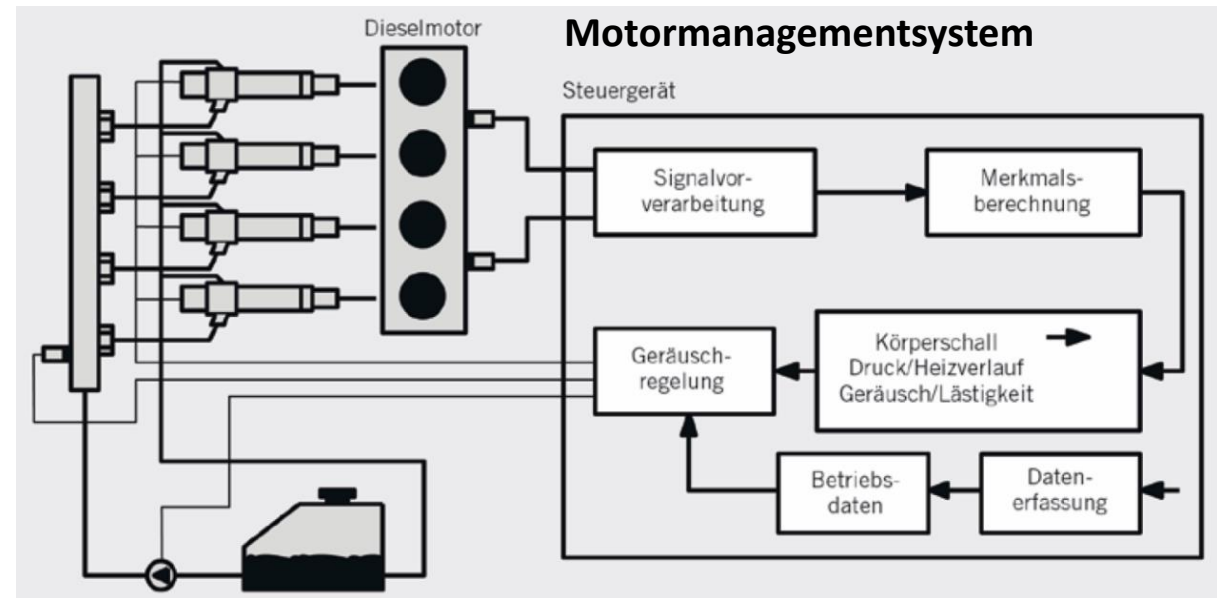 Dieselmotor
Motormanagementsystem
Steuergerät
Signalvor-
verarbeitung
Merkmals-
berechnung
Geräusch-
regelung
Körperschall
Druck/Heizverlauf
Geräusch/Lästigkeit
Betriebs-
daten
Daten-
erfassung